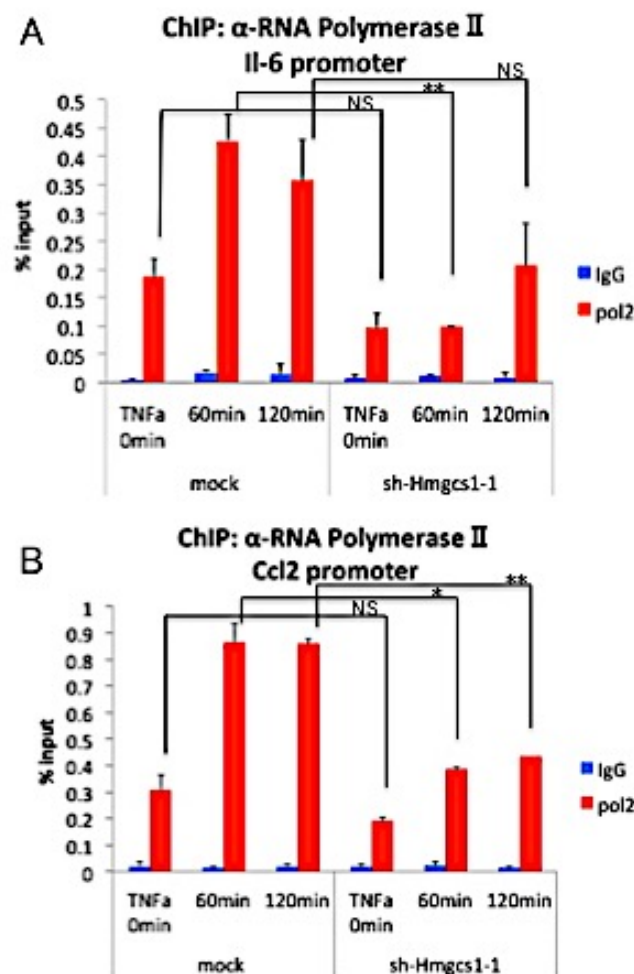 A
ChIP: α-RNA Polymerase Ⅱ
Il-6 promoter
NS
**
NS
0.5
0.45
0.4
0.35
0.3
0.25
0.2
0.15
0.1
0.05
0
% input
IgG
pol2
TNFa 60min 120min TNFa 60min 120min
0min 0min
mock sh-Hmgcs1-1
B
ChIP: α-RNA Polymerase Ⅱ
Ccl2 promoter
NS
*
**
1
0.9
0.8
0.7
0.6
0.5
0.4
0.3
0.2
0.1
0
% input
IgG
pol2
TNFa 60min 120min TNFa 60min 120min
0min 0min
mock sh-Hmgcs1-1